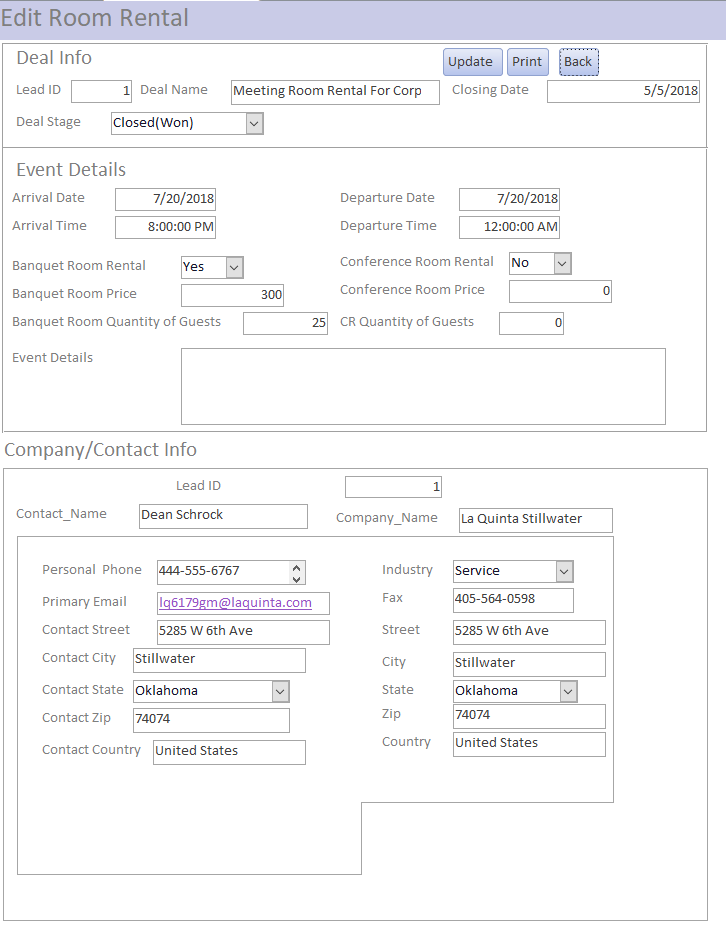 Edit Room Rental
Deal Info
Update Print Back
Lead ID 1 Deal Name Meeting Room Rental For Corp Closing Date 5/5/2018
Deal Stage Closed(Won)
Event Details
Arrival Date 7/20/2018 Departure Date 7/20/2018
Arrival Time 8:00:00 PM Departure Time 12:00:00 AM
Banquet Room Rental Yes Conference Room Rental No
Banquet Room Price 300 Conference Room Price 0
Banquet Room Quantity of Guests 25 CR Quantity of Guests 0
Event Details
Company/Contact Info
Lead ID 1
Contact_Name Dean Schrock Company_Name La Quinta Stillwater
Personal Phone 444-555-6767 Industry Service
Primary Email lq6179gm@laquinta.com Fax 405-564-0598
Contact Street 5285 W 6th Ave Street 5285 W 6th Ave
Contact City Stillwater City Stillwater
Contact State Oklahoma State Oklahoma
Contact Zip 74074 Zip 74074
Contact Country United States Country United States